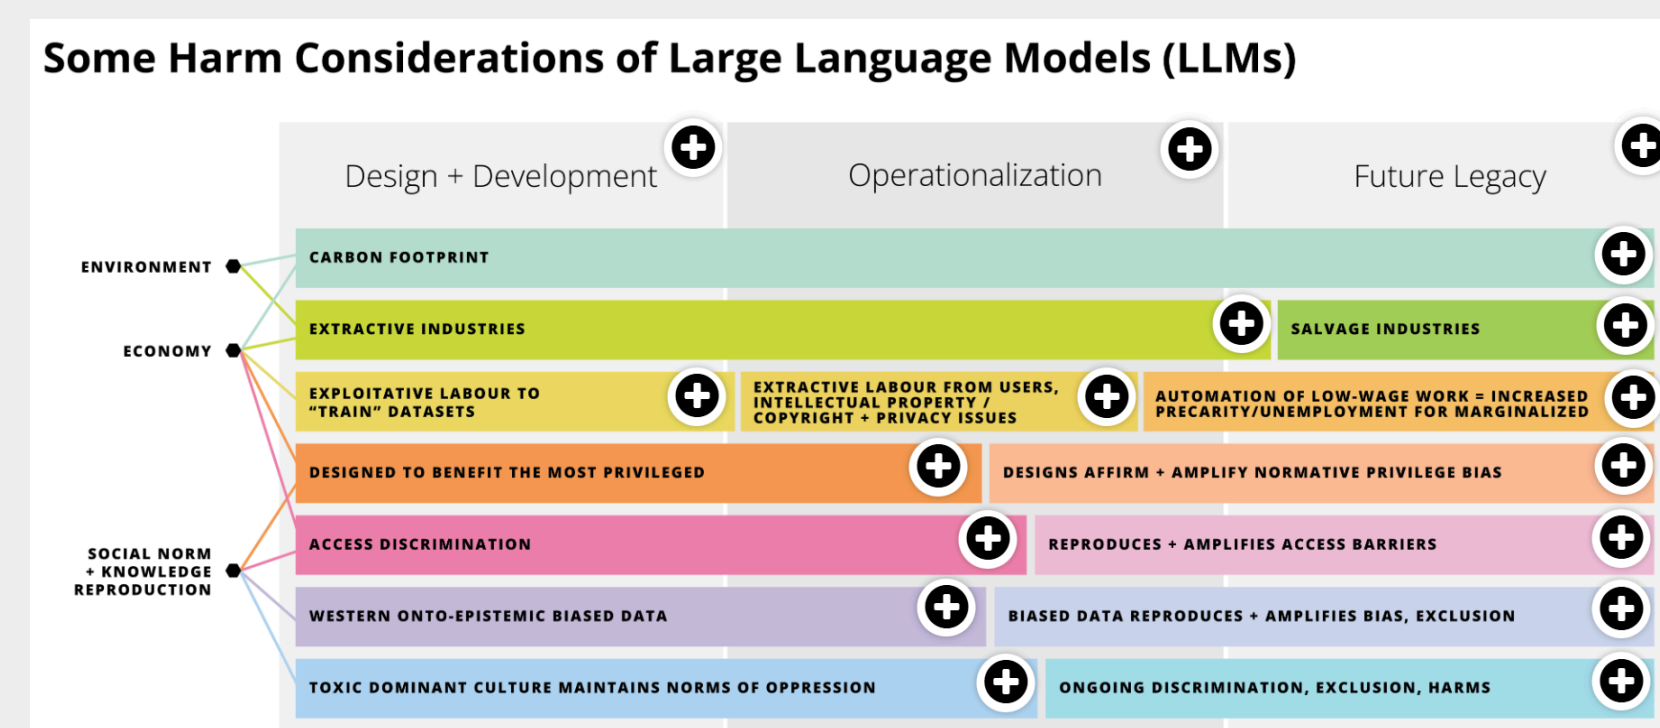 Some Harm Considerations of Large Language Models (LLMs)
Design + Development
Operationalization
Future Legacy
ENVIRONMENT
ECONOMY
SOCIAL NORM
+ KNOWLEDGE
REPRODUCTION
CARBON FOOTPRINT
EXTRACTIVE INDUSTRIES
SALVAGE INDUSTRIES
EXPLOITATIVE LABOUR TO
“TRAIN” DATASETS
EXTRACTIVE LABOUR FROM USERS,
INTELLECTUAL PROPERTY /
COPYRIGHT + PRIVACY ISSUES
AUTOMATION OF LOW-WAGE WORK = INCREASED
PRECARITY/UNEMPLOYMENT FOR MARGINALIZED
DESIGNED TO BENEFIT THE MOST PRIVILEGED
DESIGNS AFFIRM + AMPLIFY NORMATIVE PRIVILEGE BIAS
ACCESS DISCRIMINATION
REPRODUCES + AMPLIFIES ACCESS BARRIERS
WESTERN ONTO-EPISTEMIC BIASED DATA
BIASED DATA REPRODUCES + AMPLIFIES BIAS, EXCLUSION
TOXIC DOMINANT CULTURE MAINTAINS NORMS OF OPPRESSION
ONGOING DISCRIMINATION, EXCLUSION, HARMS